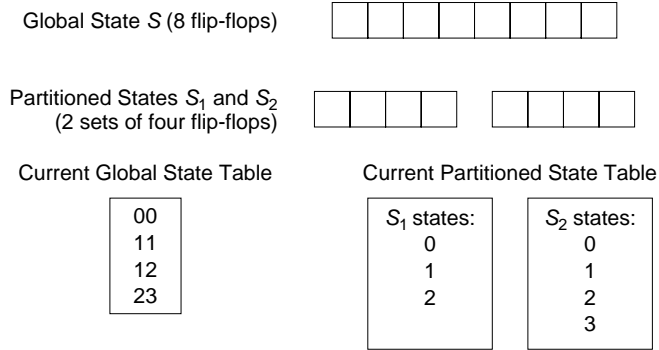 Global State S (8 flip-flops)
Partitioned States S1 and S2
(2 sets of four flip-flops)
Current Global State Table
00
11
12
23
Current Partitioned State Table
S1 states:
0
1
2
S2 states:
0
1
2
3